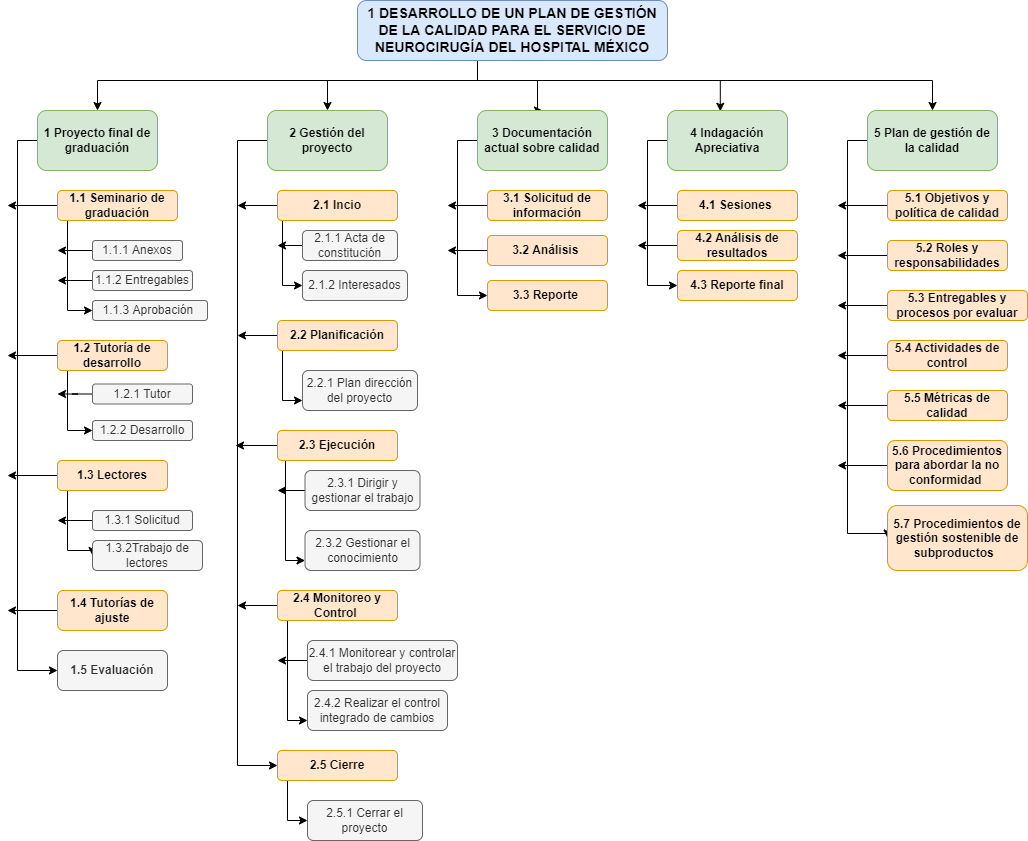 1 DESARROLLO DE UN PLAN DE GESTIÓN
DE LA CALIDAD PARA EL SERVICIO DE
NEUROCIRUGÍA DEL HOSPITAL MÉXICO
1 Proyecto final de
graduación
1.1 Seminario de
graduación
1.1.1 Anexos
1.1.2 Entregables
1.1.3 Aprobación
1.2 Tutoría de
desarrollo
1.2.1 Tutor
1.2.2 Desarrollo
1.3 Lectores
1.3.1 Solicitud
1.3.2Trabajo de
lectores
1.4 Tutorías de
ajuste
1.5 Evaluación
2 Gestión del
proyecto
2.1 Incio
2.1.1 Acta de
constitución
2.1.2 Interesados
2.2 Planificación
2.2.1 Plan dirección
del proyecto
2.3 Ejecución
2.3.1 Dirigir y
gestionar el trabajo
2.3.2 Gestionar el
conocimiento
2.4 Monitoreo y
Control
2.4.1 Monitorear y controlar
el trabajo del proyecto
2.4.2 Realizar el control
integrado de cambios
2.5 Cierre
2.5.1 Cerrar el
proyecto
3 Documentación
actual sobre calidad
3.1 Solicitud de
información
3.2 Análisis
3.3 Reporte
4 Indagación
Apreciativa
4.1 Sesiones
4.2 Análisis de
resultados
4.3 Reporte final
5 Plan de gestión de
la calidad
5.1 Objetivos y
política de calidad
5.2 Roles y
responsabilidades
5.3 Entregables y
procesos por evaluar
5.4 Actividades de
control
5.5 Métricas de
calidad
5.6 Procedimientos
para abordar la no
conformidad
5.7 Procedimientos de
gestión sostenible de
subproductos